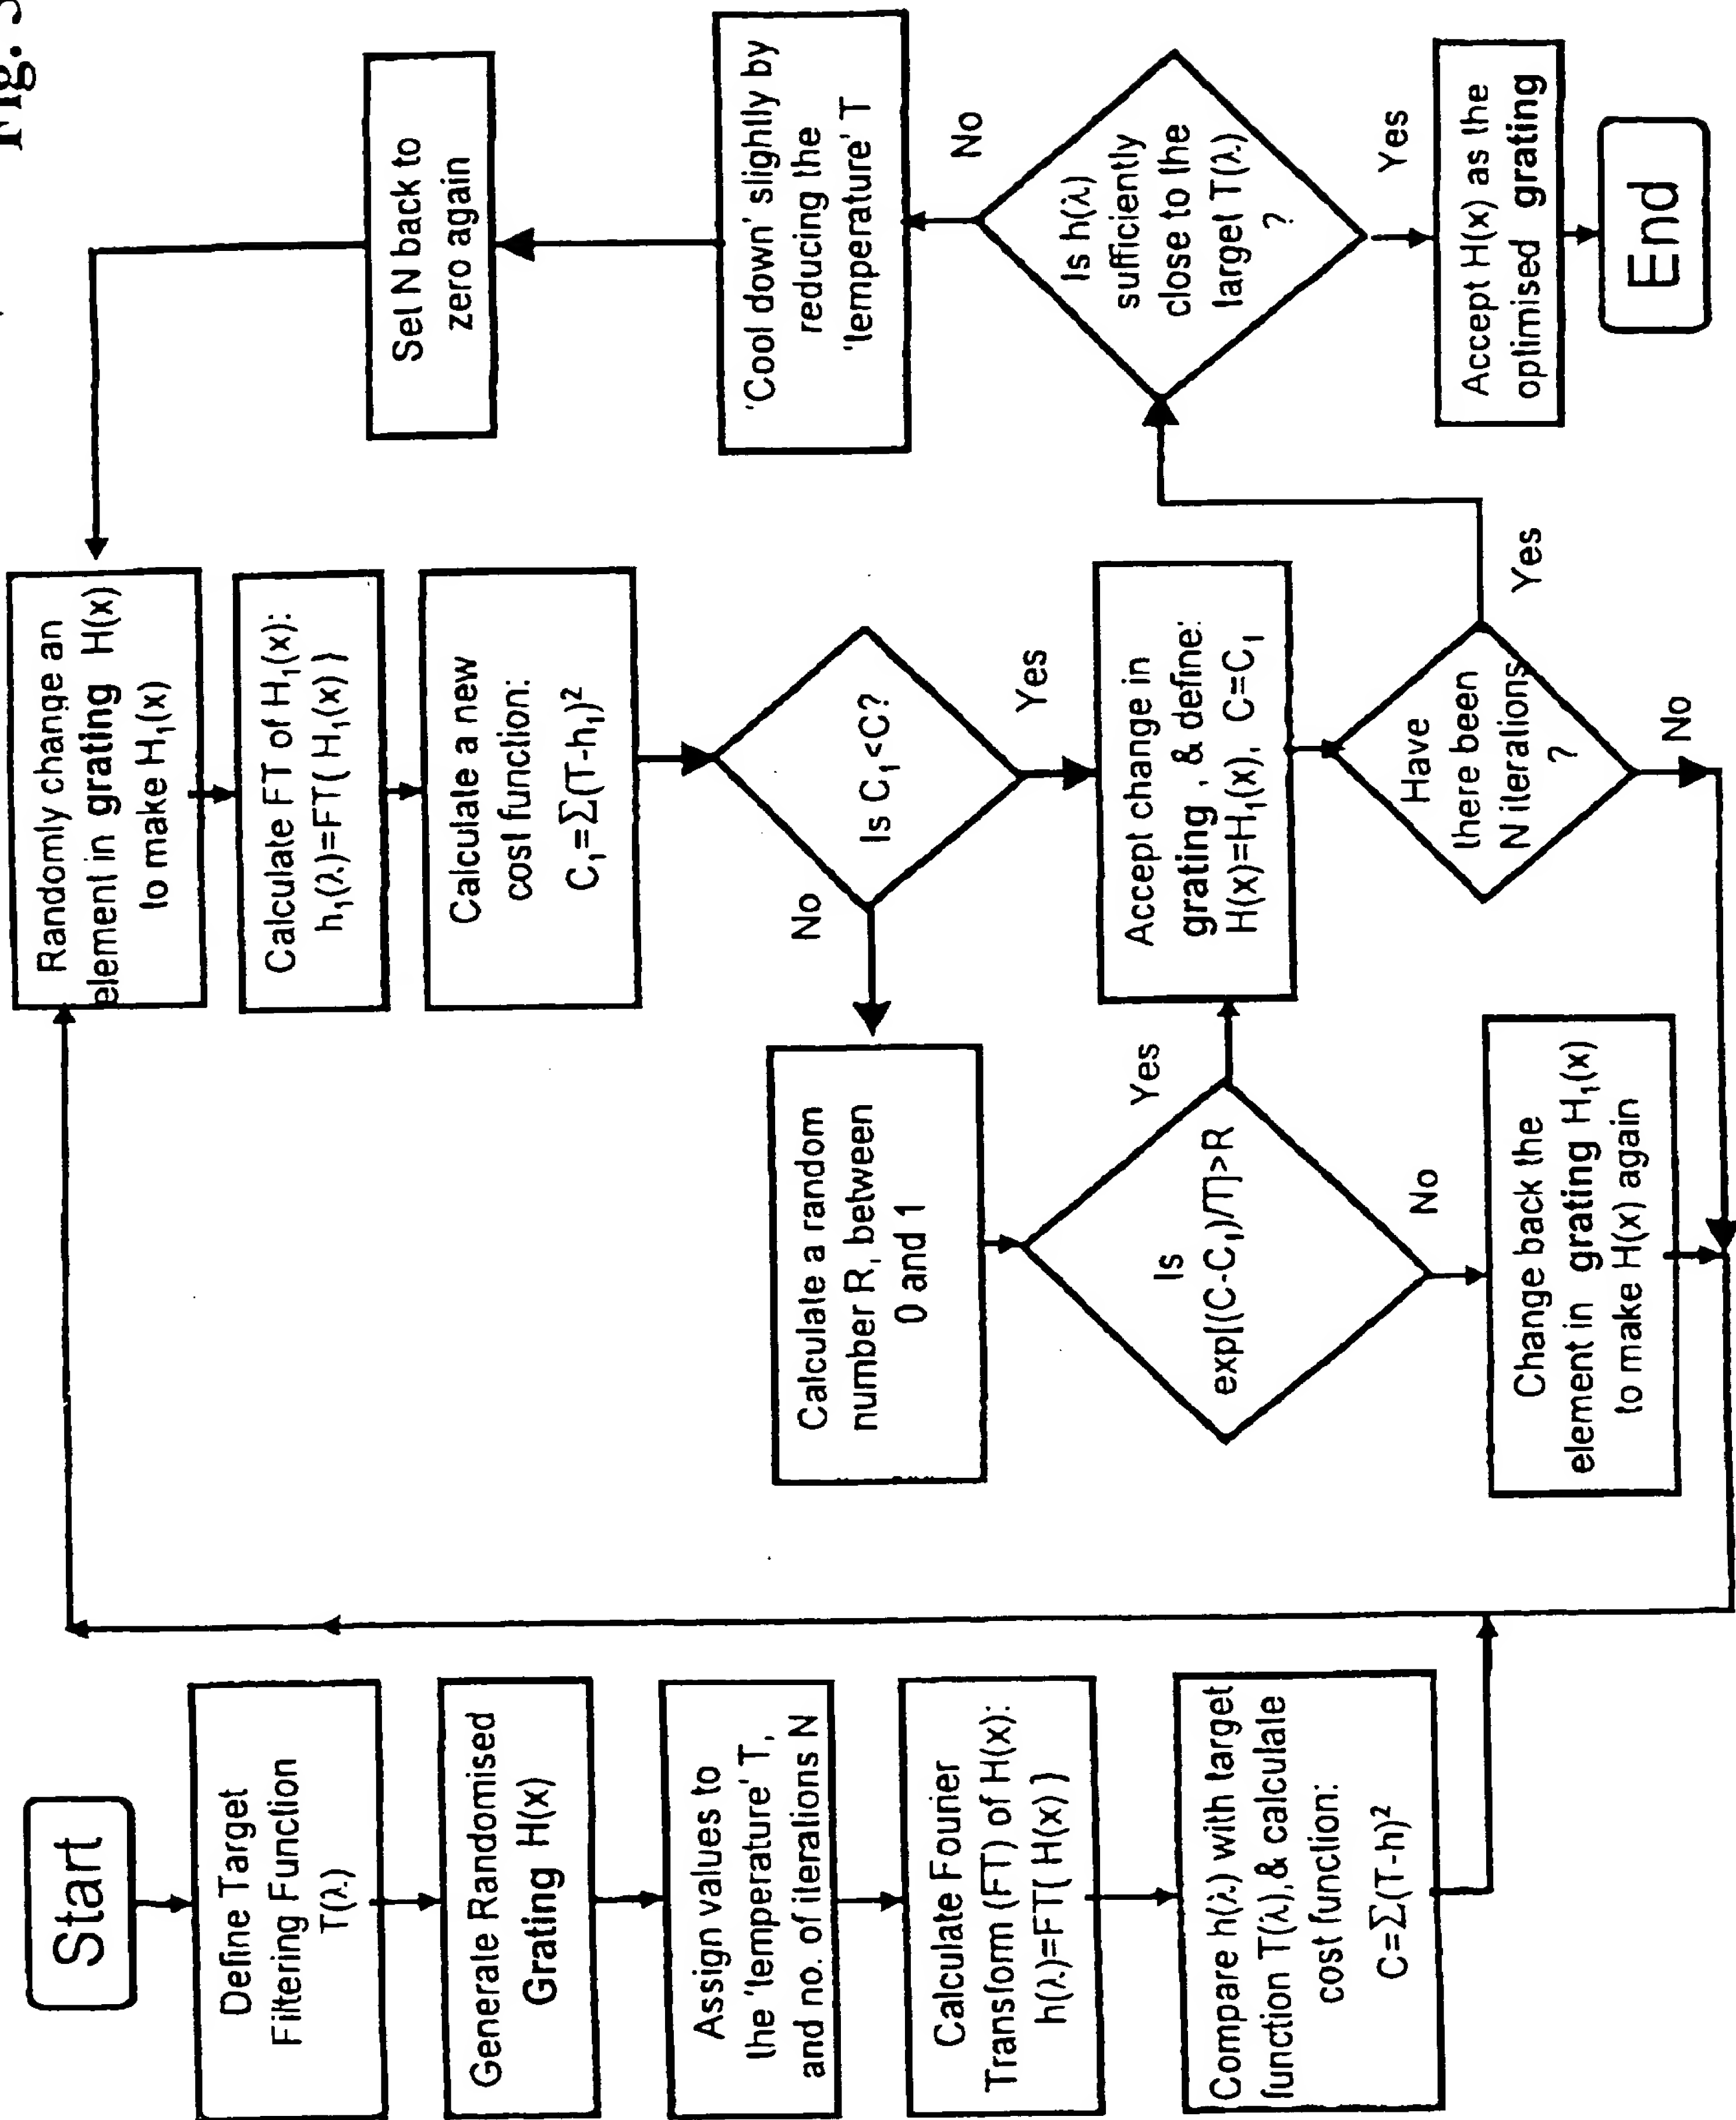 Fig. 3
Start
Define Target
Filtering Function
T(λ)
Generate Randomised
Grating H(x)
Assign values to
the 'temperature' T,
and no. of iterations N
Calculate Fourier
Transform (FT) of H(x):
h(λ)=FT( H(x) )
Compare h(λ) with target
function T(λ), & calculate
cost function:
C=Σ(T-h)²
Randomly change an
element in grating H(x)
to make H₁(x)
Calculate FT of H₁(x):
h₁(λ)=FT( H₁(x) )
Calculate a new
cost function:
C₁=Σ(T-h₁)²
Is C₁<C?
No
Yes
Calculate a random
number R, between
0 and 1
Is
exp[(C-C₁)/T]>R
Yes
No
Accept change in
grating , & define:
H(x)=H₁(x), C=C₁
Change back the
element in grating H₁(x)
to make H(x) again
Have
there been
N iterations
?
Yes
No
Set N back to
zero again
'Cool down' slightly by
reducing the
'temperature' T
No
Is h(λ)
sufficiently
close to the
target T(λ)
?
Yes
Accept H(x) as the
optimised grating
End